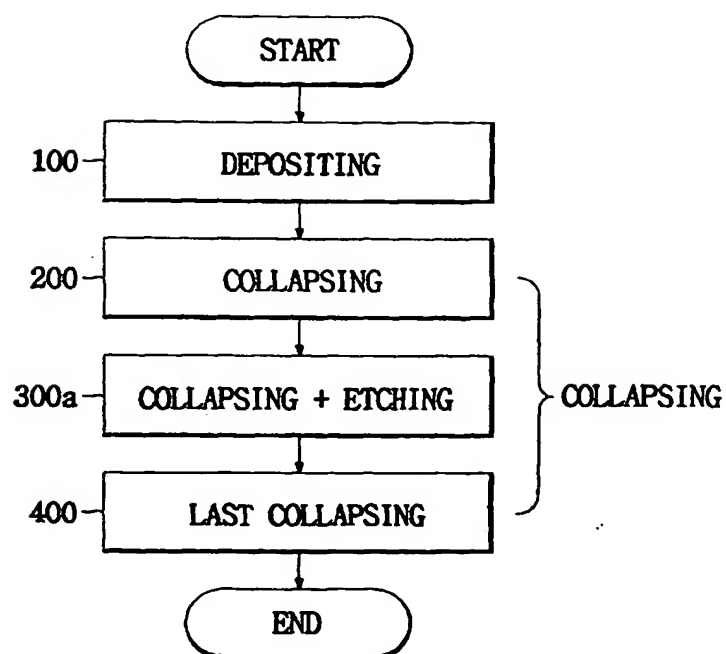 START
100 DEPOSITING
200 COLLAPSING
300a COLLAPSING + ETCHING
COLLAPSING
400 LAST COLLAPSING
END